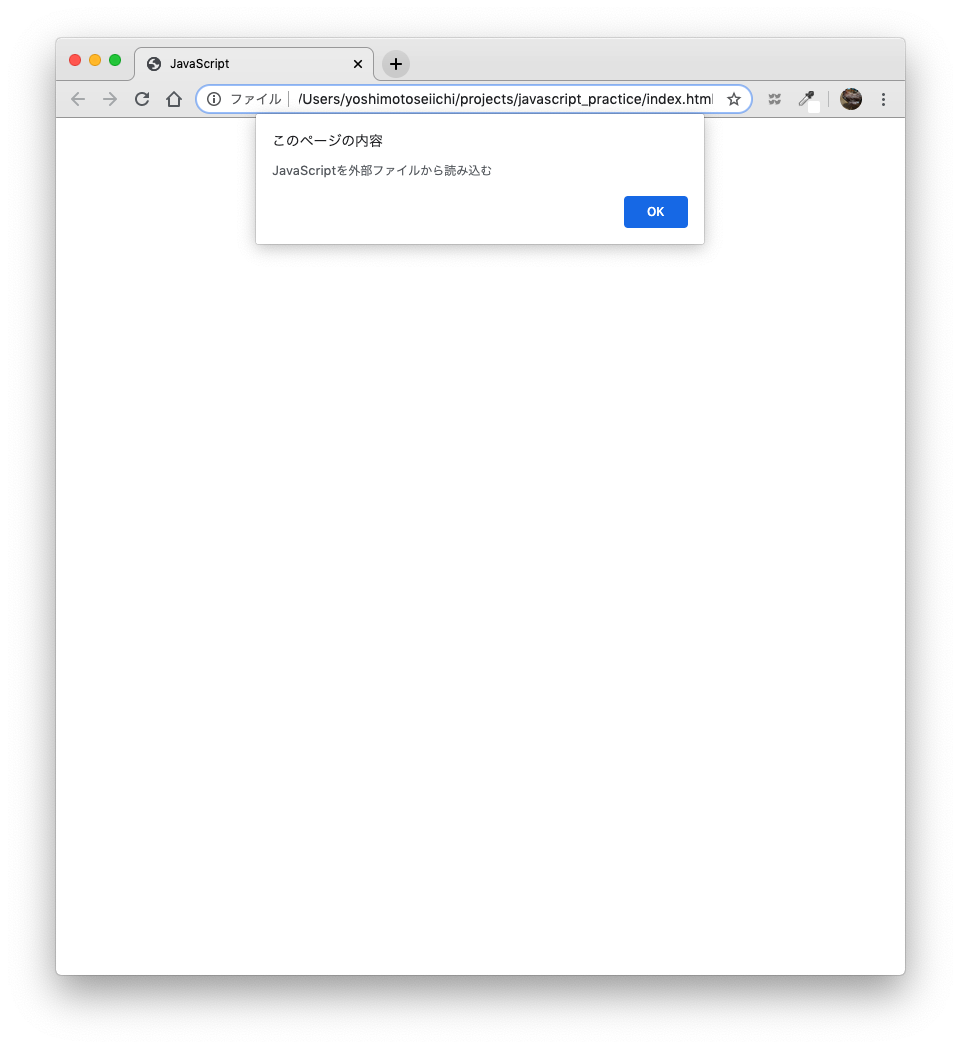 JavaScript
ファイル /Users/yoshimotoseiichi/projects/javascript_practice/index.html
このページの内容
JavaScriptを外部ファイルから読み込む
OK